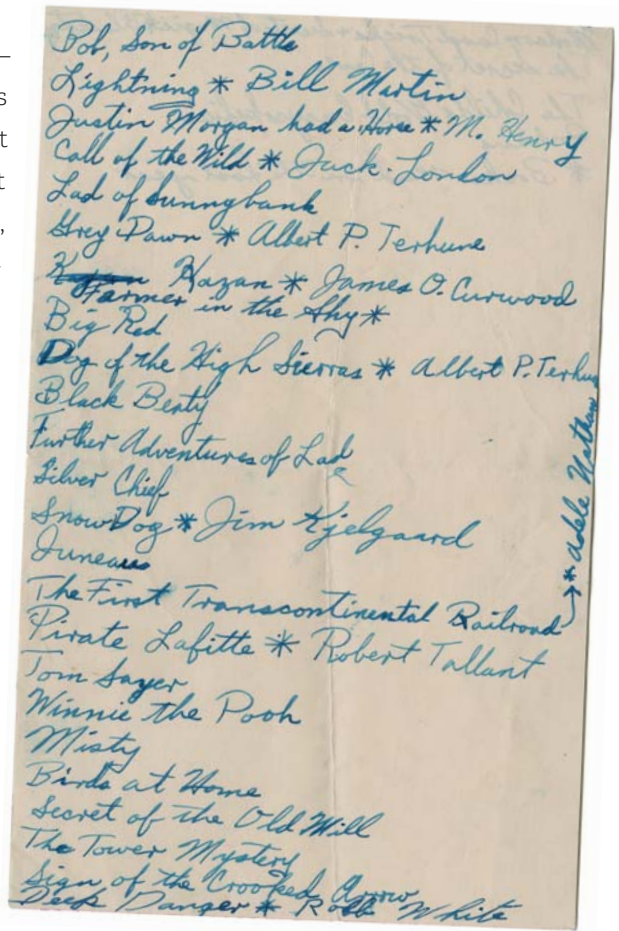 Bob, Son of Battle
Lightning * Bill Martin
Justin Morgan had a Horse * M. Henry
Call of the Wild * Jack. London
Lad of Sunnybank
Grey Dawn * Albert P. Terhune
Kazan * James O. Curwood
Farmer in the Sky *
Big Red
Dog of the High Sierras * Albert P. Terhune
Black Beaty
Further Adventures of Lad
Silver Chief
Snow Dog * Jim Kjelgaard
Juneau
The First Transcontinental Railroad → * Adele Nathan
Pirate Lafitte * Robert Tallant
Tom Sayer
Winnie the Pooh
Misty
Birds at Home
Secret of the Old Mill
The Tower Mystery
Sign of the Crooked Arrow
Deep Danger * Robb White